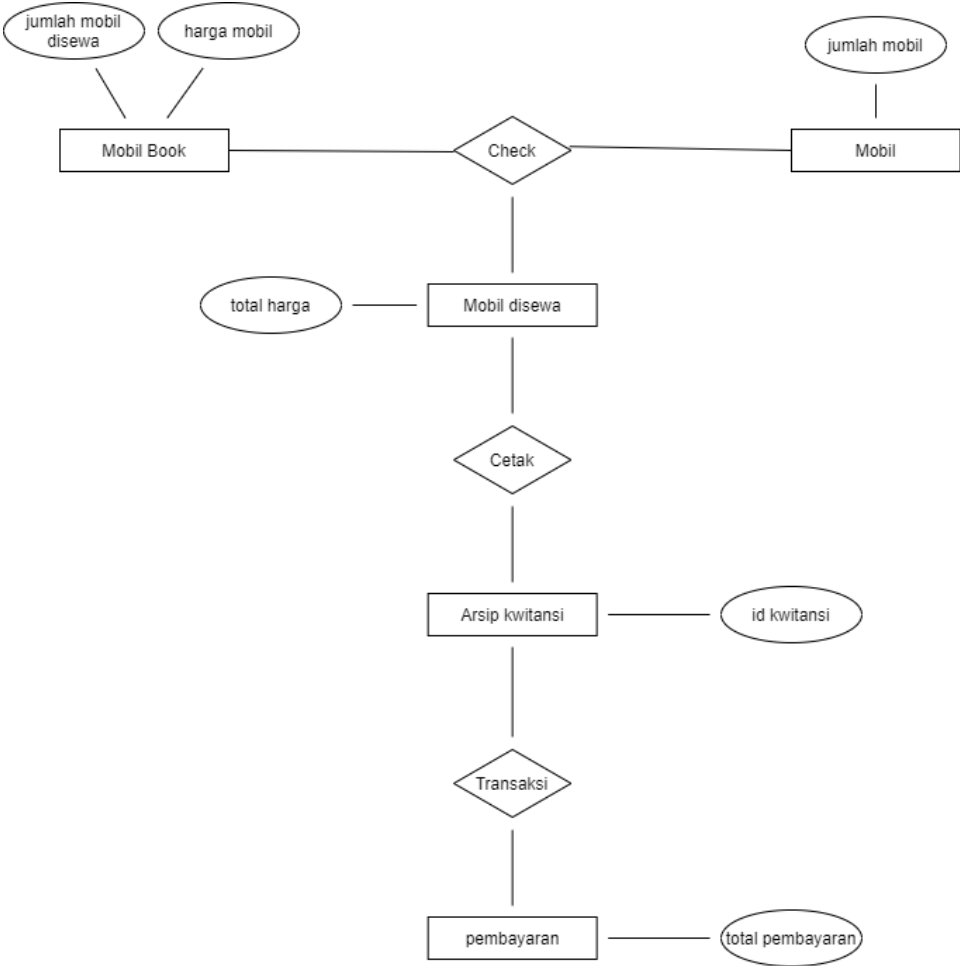 jumlah mobil
disewa
harga mobil
jumlah mobil
Mobil Book
Check
Mobil
total harga
Mobil disewa
Cetak
Arsip kwitansi
id kwitansi
Transaksi
pembayaran
total pembayaran